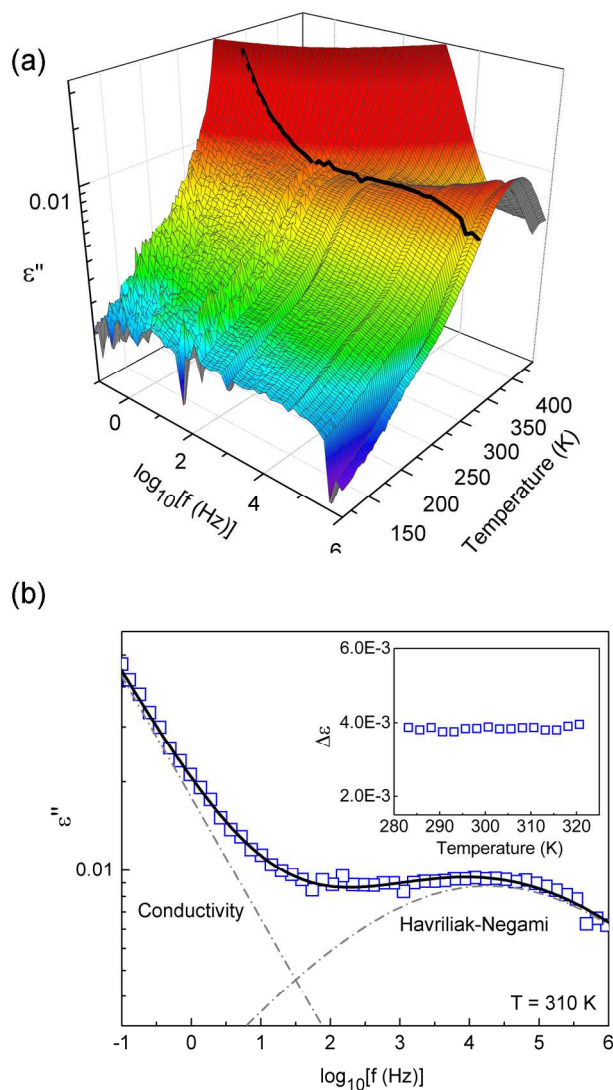 (a)
0.01
ε"
0
2
4
6
log₁₀[f (Hz)]
150
200
250
300
350
400
Temperature (K)
(b)
ε"
0.01
Conductivity
Havriliak-Negami
T = 310 K
-1
0
1
2
3
4
5
6
log₁₀[f (Hz)]
6.0E-3
4.0E-3
2.0E-3
Δε
280
290
300
310
320
Temperature (K)